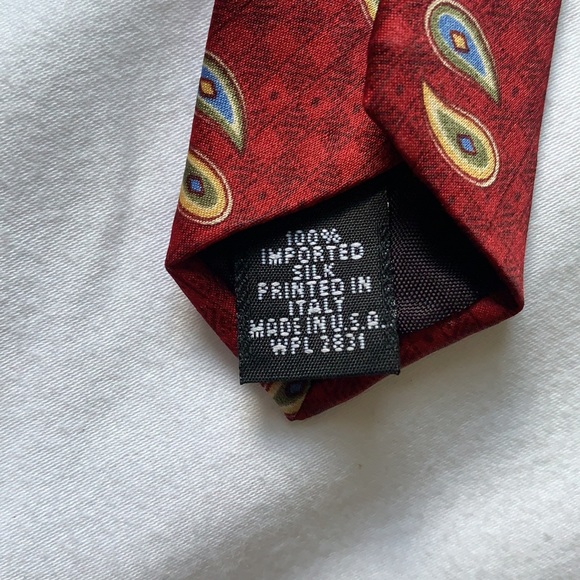 100%
IMPORTED
SILK
PRINTED IN
ITALY
MADE IN U.S.A.
WPL 2831